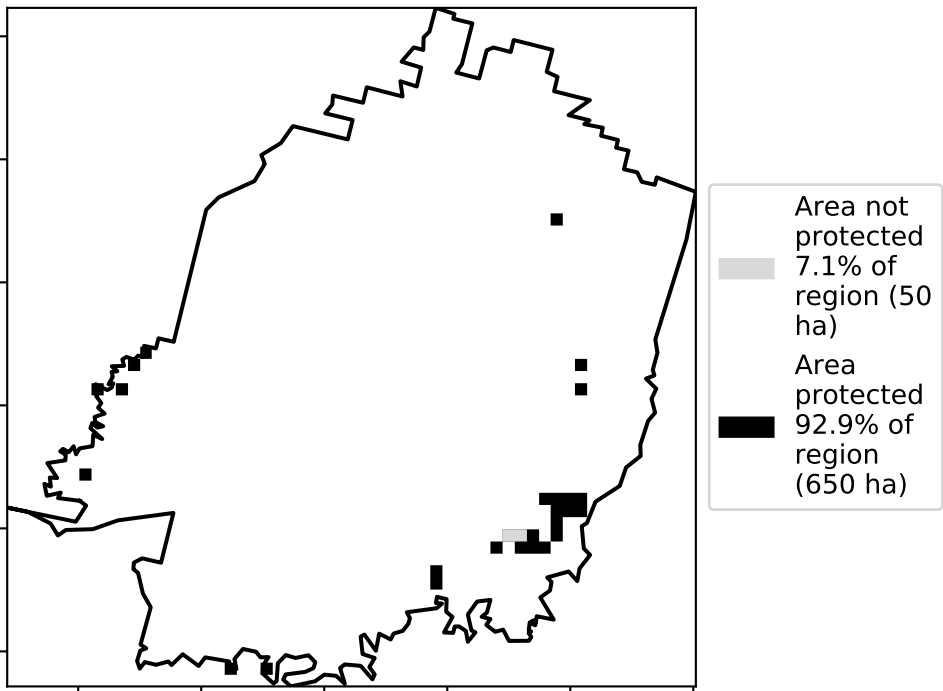 Area not
protected
7.1% of
region (50
ha)
Area
protected
92.9% of
region
(650 ha)